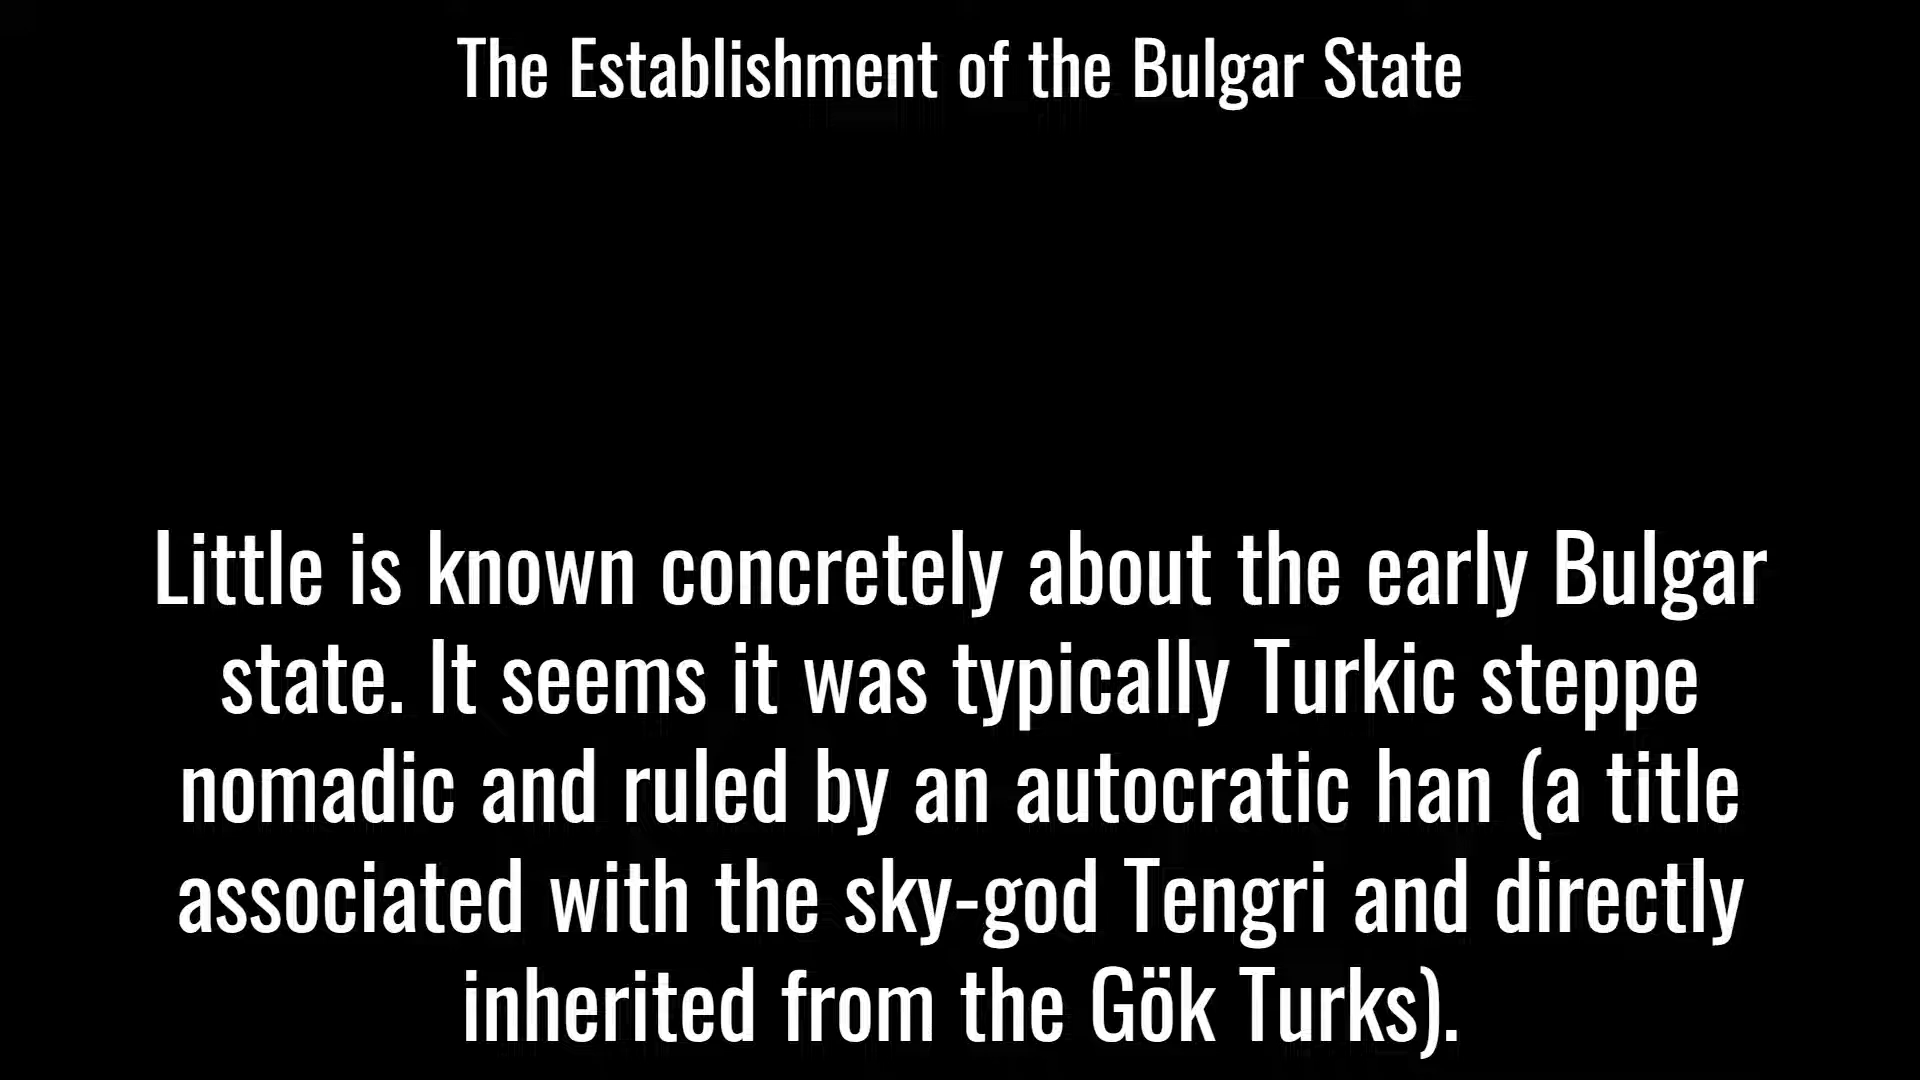 The Establishment of the Bulgar State
Little is known concretely about the early Bulgar
state. It seems it was typically Turkic steppe
nomadic and ruled by an autocratic han (a title
associated with the sky-god Tengri and directly
inherited from the Gök Turks).